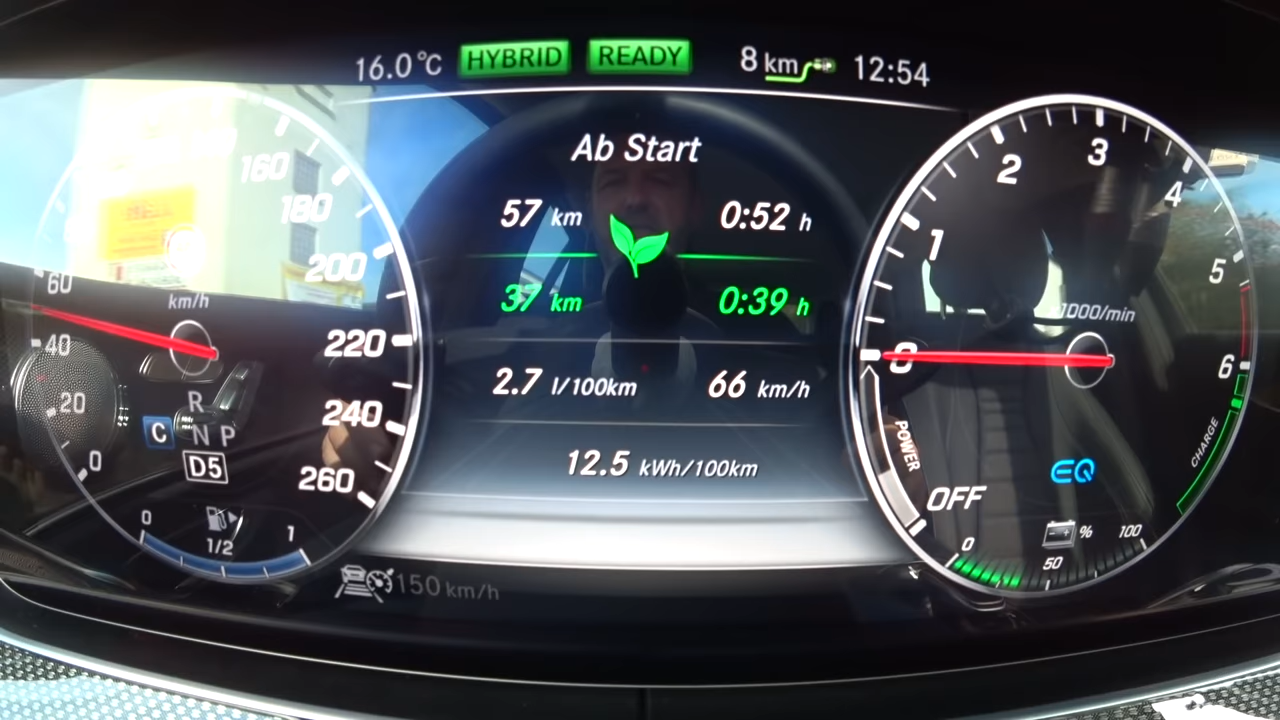 16.0°C HYBRID READY 8 km 12:54
Ab Start
57 km 0:52 h
37 km 0:39 h
2.7 l/100km 66 km/h
12.5 kWh/100km
160
180
200
220
240
260
60
40
20
0
km/h
R
C N P
D5
0 1/2 1
150 km/h
0
1
2
3
4
5
6
1000/min
POWER
OFF
EQ
CHARGE
% 
0 50 100